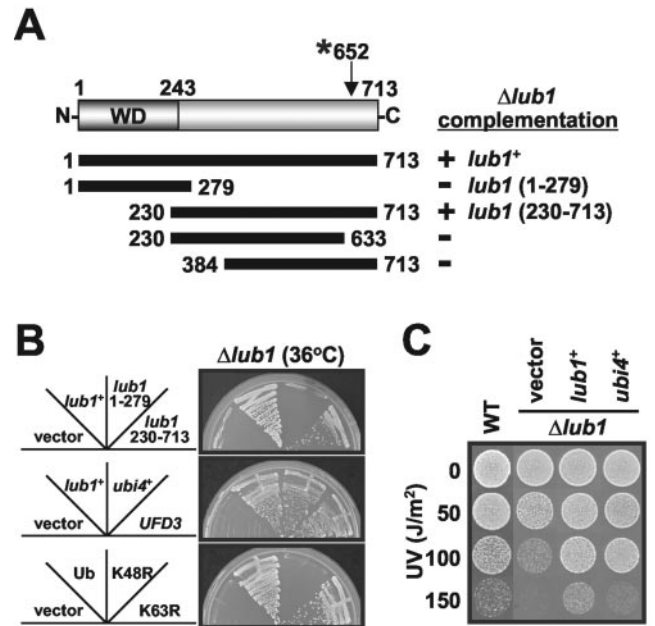 A
*652
1 243 713
N- WD -C
Δlub1
complementation
1 713 + lub1+
1 279 - lub1 (1-279)
230 713 + lub1 (230-713)
230 633 -
384 713 -
B
Δlub1 (36°C)
lub1+
lub1
1-279
lub1
230-713
vector
lub1+
ubi4+
vector
UFD3
Ub
K48R
vector
K63R
C
WT
vector
lub1+
ubi4+
Δlub1
UV (J/m²)
0
50
100
150